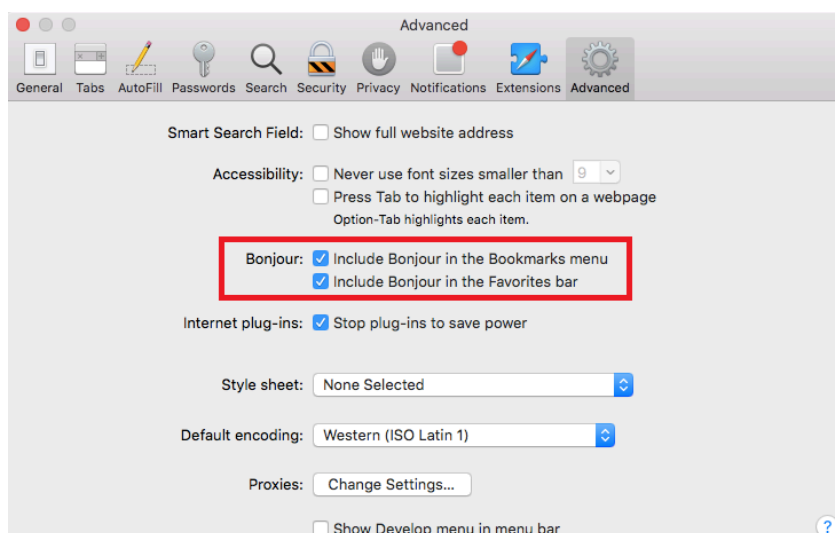 Advanced
General Tabs AutoFill Passwords Search Security Privacy Notifications Extensions Advanced
Smart Search Field: Show full website address
Accessibility: Never use font sizes smaller than 9
Press Tab to highlight each item on a webpage
Option-Tab highlights each item.
Bonjour: Include Bonjour in the Bookmarks menu
Include Bonjour in the Favorites bar
Internet plug-ins: Stop plug-ins to save power
Style sheet: None Selected
Default encoding: Western (ISO Latin 1)
Proxies: Change Settings...
Show Develop menu in menu bar
?